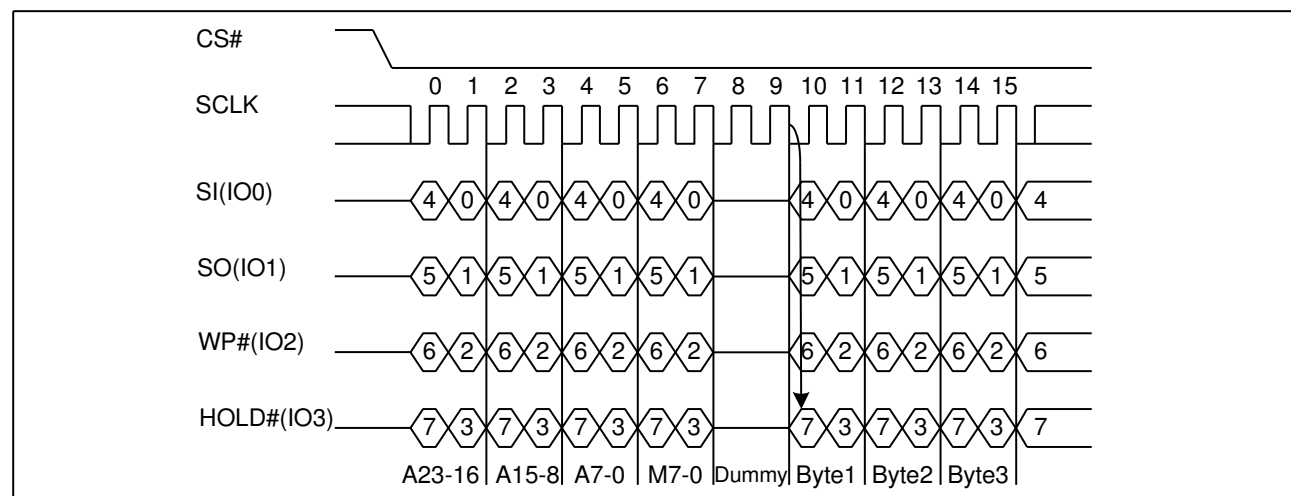 CS#
0 1 2 3 4 5 6 7 8 9 10 11 12 13 14 15
SCLK
SI(IO0) 4 0 4 0 4 0 4 0 4 0 4 0 4 0 4
SO(IO1) 5 1 5 1 5 1 5 1 5 1 5 1 5 1 5
WP#(IO2) 6 2 6 2 6 2 6 2 6 2 6 2 6 2 6
HOLD#(IO3) 7 3 7 3 7 3 7 3 7 3 7 3 7 3 7
A23-16 A15-8 A7-0 M7-0 Dummy Byte1 Byte2 Byte3